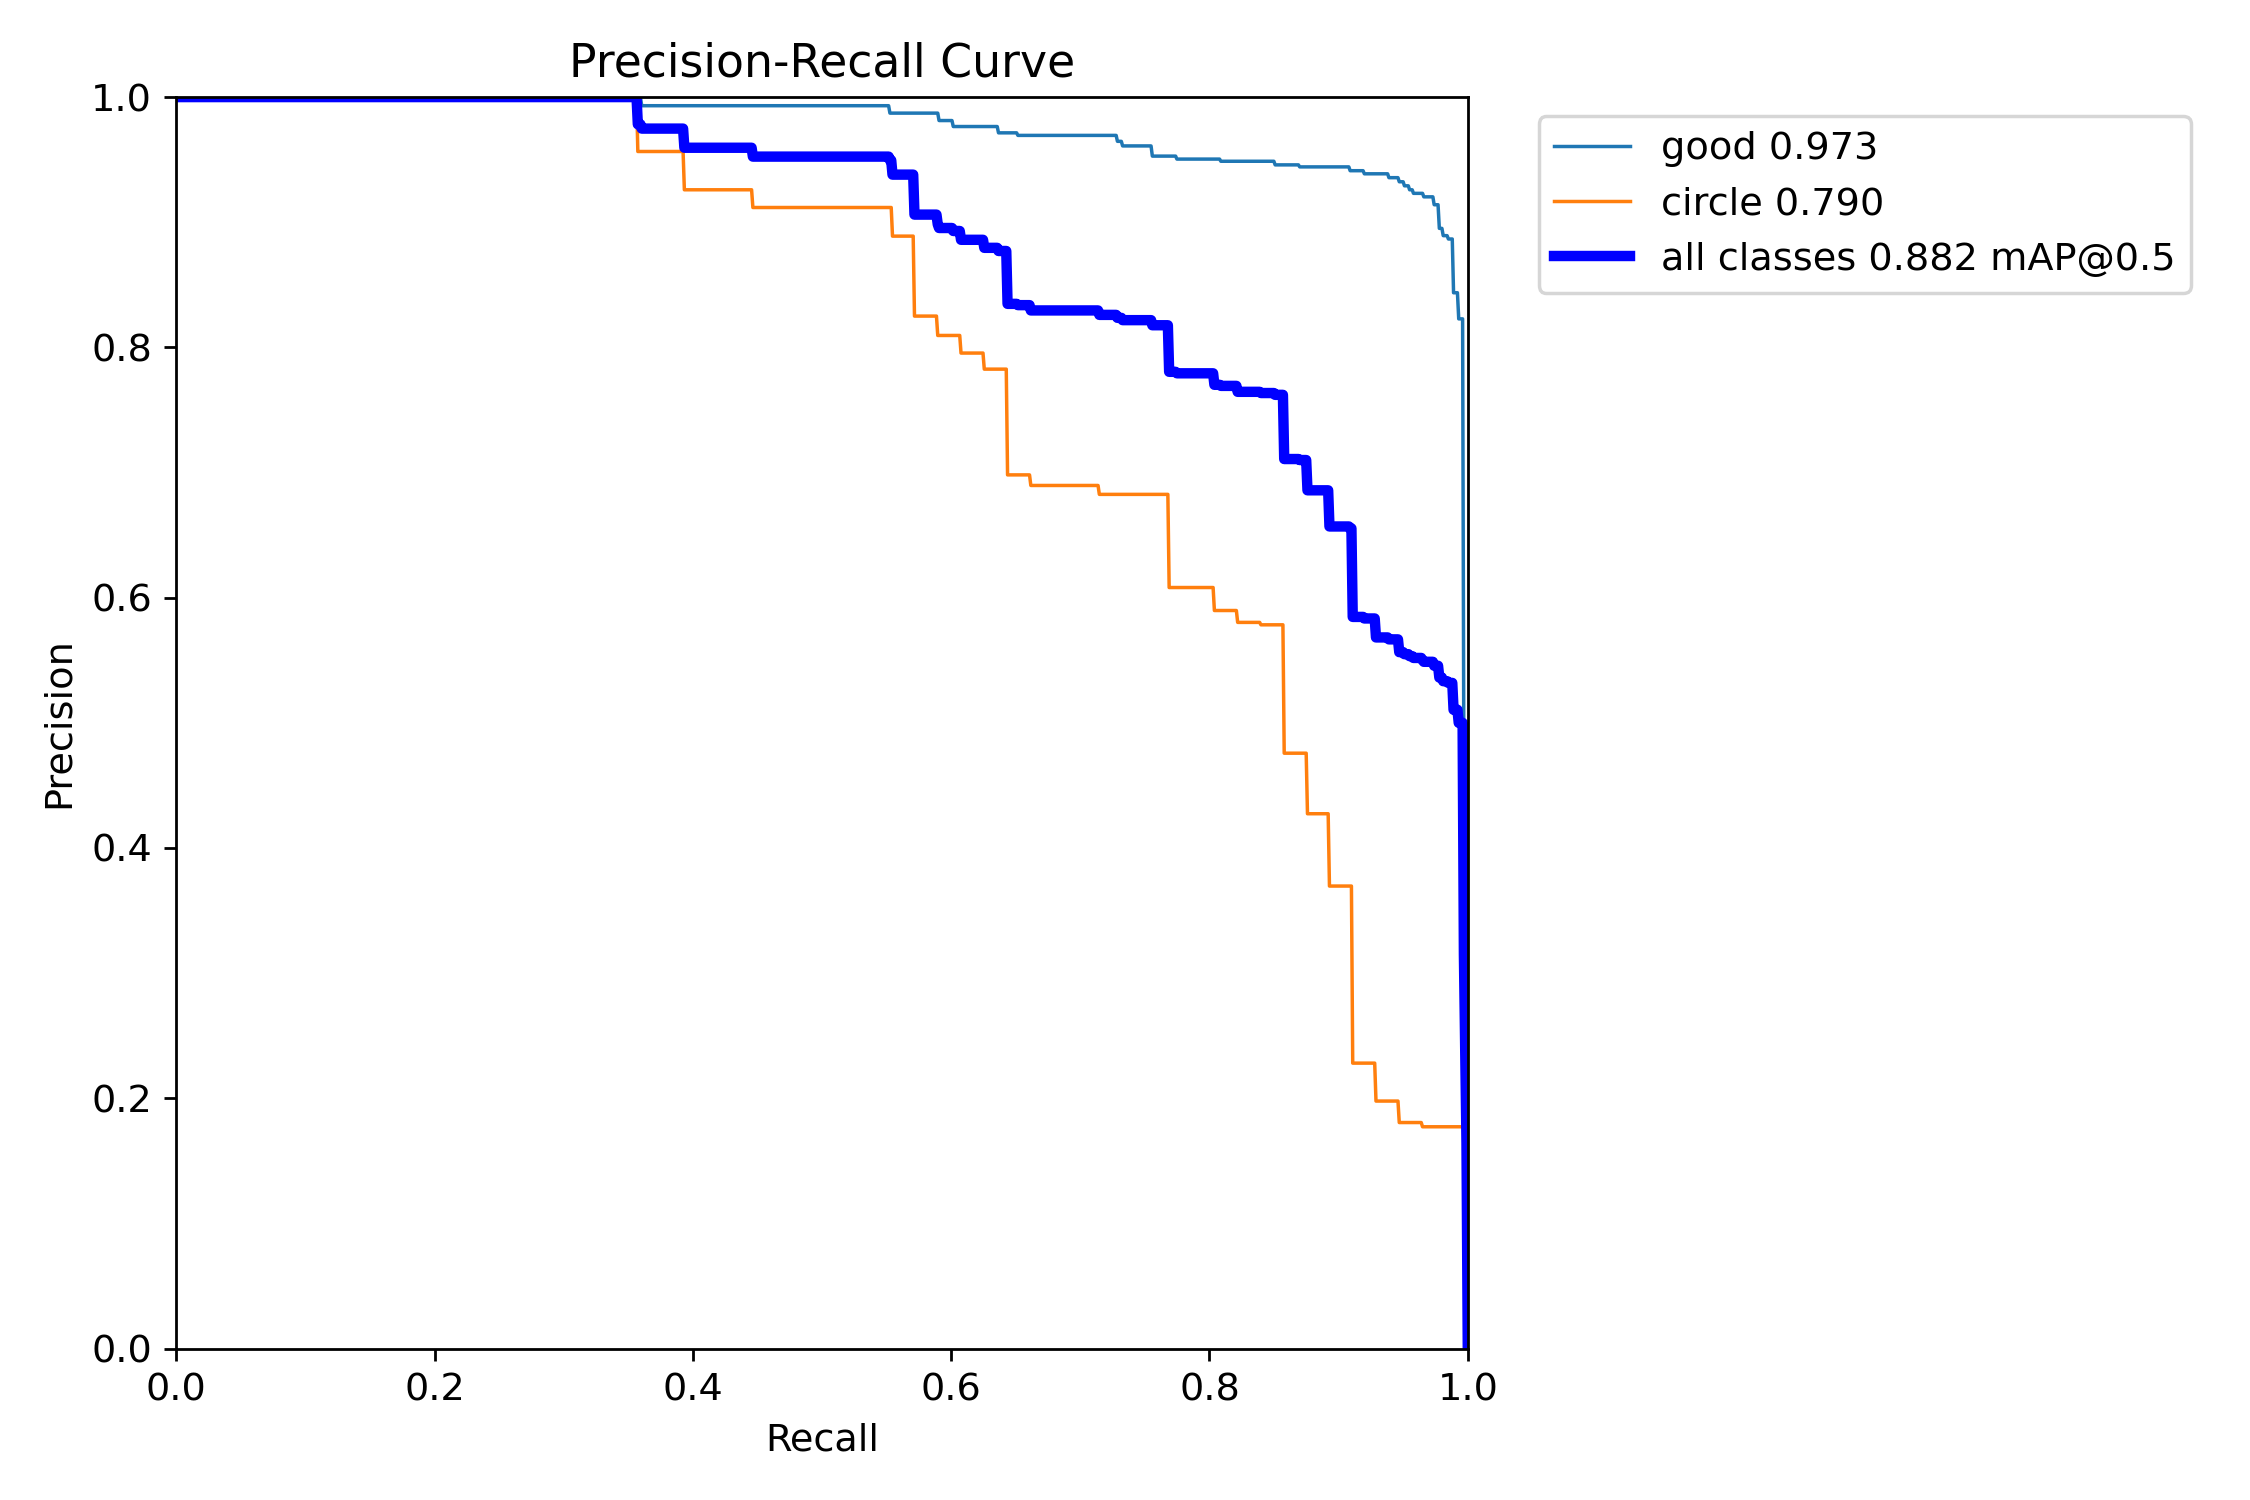 Precision-Recall Curve
1.0
0.8
0.6
0.4
0.2
0.0
Precision
0.0 0.2 0.4 0.6 0.8 1.0
Recall
good 0.973
circle 0.790
all classes 0.882 mAP@0.5